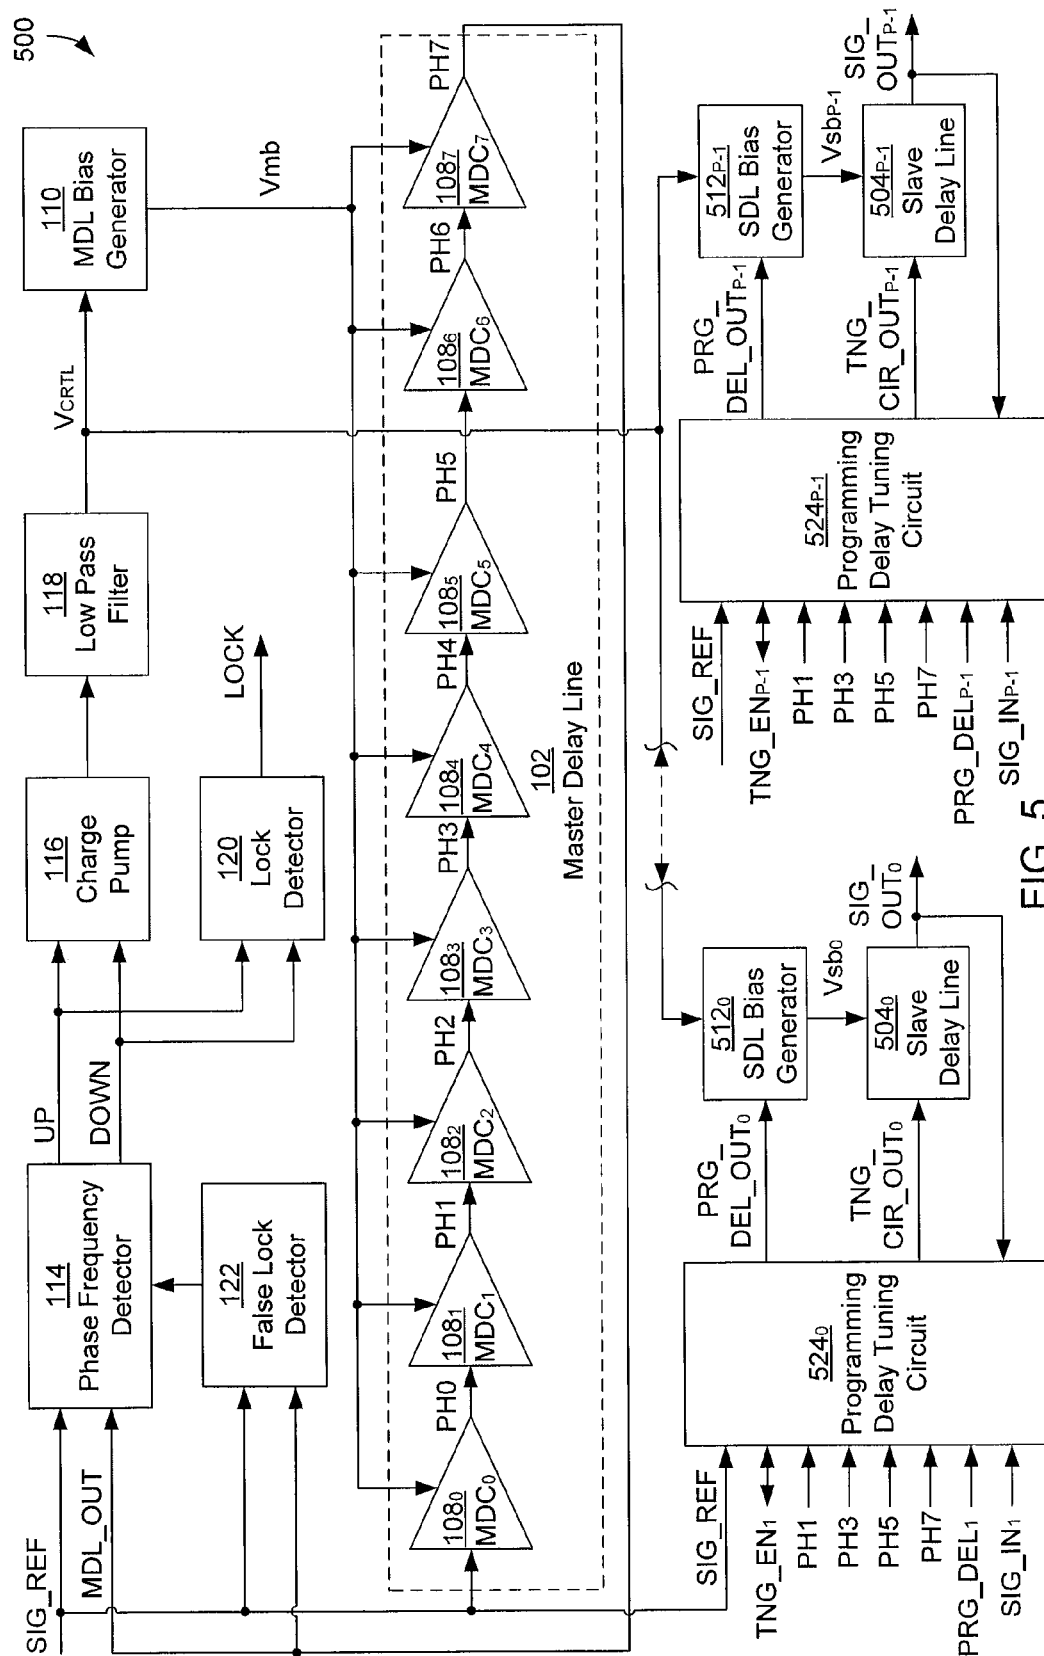 500
SIG_REF
MDL_OUT
114
Phase Frequency
Detector
UP
DOWN
116
Charge
Pump
118
Low Pass
Filter
VCRTL
110
MDL Bias
Generator
Vmb
122
False Lock
Detector
120
Lock
Detector
LOCK
1080
MDC0
PH0
1081
MDC1
PH1
1082
MDC2
PH2
1083
MDC3
PH3
1084
MDC4
PH4
1085
MDC5
PH5
1086
MDC6
PH6
1087
MDC7
PH7
102
Master Delay Line
SIG_REF
TNG_EN1
PH1
PH3
PH5
PH7
PRG_DEL1
SIG_IN1
5240
Programming
Delay Tuning
Circuit
PRG_
DEL_OUT0
TNG_
CIR_OUT0
5120
SDL Bias
Generator
Vsb0
5040
Slave
Delay Line
SIG_
OUT0
SIG_REF
TNG_ENP-1
PH1
PH3
PH5
PH7
PRG_DELP-1
SIG_INP-1
524P-1
Programming
Delay Tuning
Circuit
PRG_
DEL_OUTP-1
TNG_
CIR_OUTP-1
512P-1
SDL Bias
Generator
VsbP-1
504P-1
Slave
Delay Line
SIG_
OUTP-1
FIG. 5